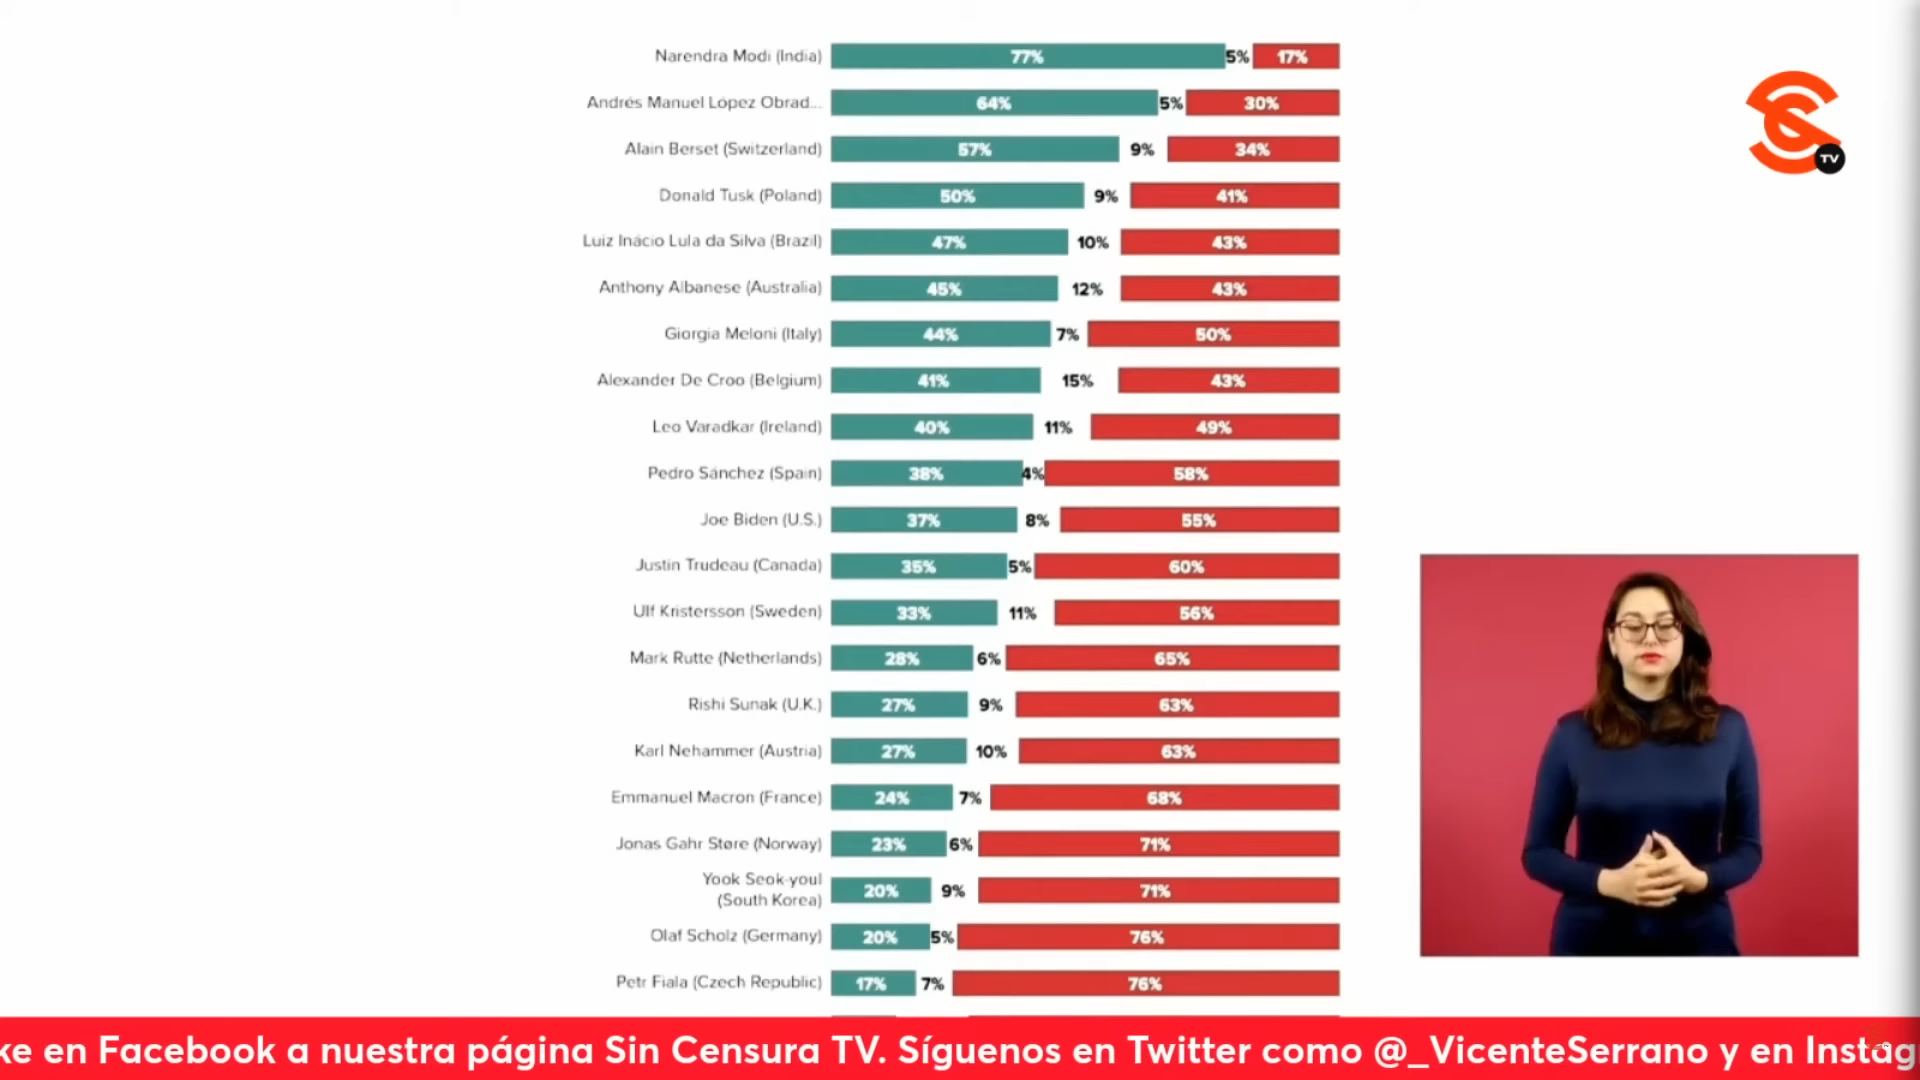 Narendra Modi (India) 77% 5% 17%
Andrés Manuel López Obrad... 64% 5% 30%
Alain Berset (Switzerland) 57% 9% 34%
Donald Tusk (Poland) 50% 9% 41%
Luiz Inácio Lula da Silva (Brazil) 47% 10% 43%
Anthony Albanese (Australia) 45% 12% 43%
Giorgia Meloni (Italy) 44% 7% 50%
Alexander De Croo (Belgium) 41% 15% 43%
Leo Varadkar (Ireland) 40% 11% 49%
Pedro Sánchez (Spain) 38% 4% 58%
Joe Biden (U.S.) 37% 8% 55%
Justin Trudeau (Canada) 35% 5% 60%
Ulf Kristersson (Sweden) 33% 11% 56%
Mark Rutte (Netherlands) 28% 6% 65%
Rishi Sunak (U.K.) 27% 9% 63%
Karl Nehammer (Austria) 27% 10% 63%
Emmanuel Macron (France) 24% 7% 68%
Jonas Gahr Støre (Norway) 23% 6% 71%
Yook Seok-youl
(South Korea) 20% 9% 71%
Olaf Scholz (Germany) 20% 5% 76%
Petr Fiala (Czech Republic) 17% 7% 76%
TV
ke en Facebook a nuestra página Sin Censura TV. Síguenos en Twitter como @_VicenteSerrano y en Instag